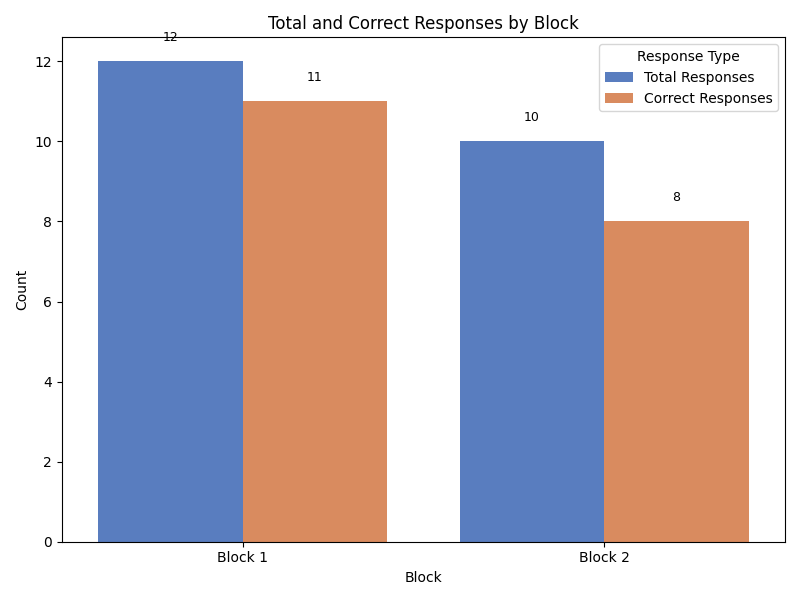 Total and Correct Responses by Block
12
11
10
8
Response Type
Total Responses
Correct Responses
12
10
8
6
4
2
0
Count
Block 1
Block 2
Block